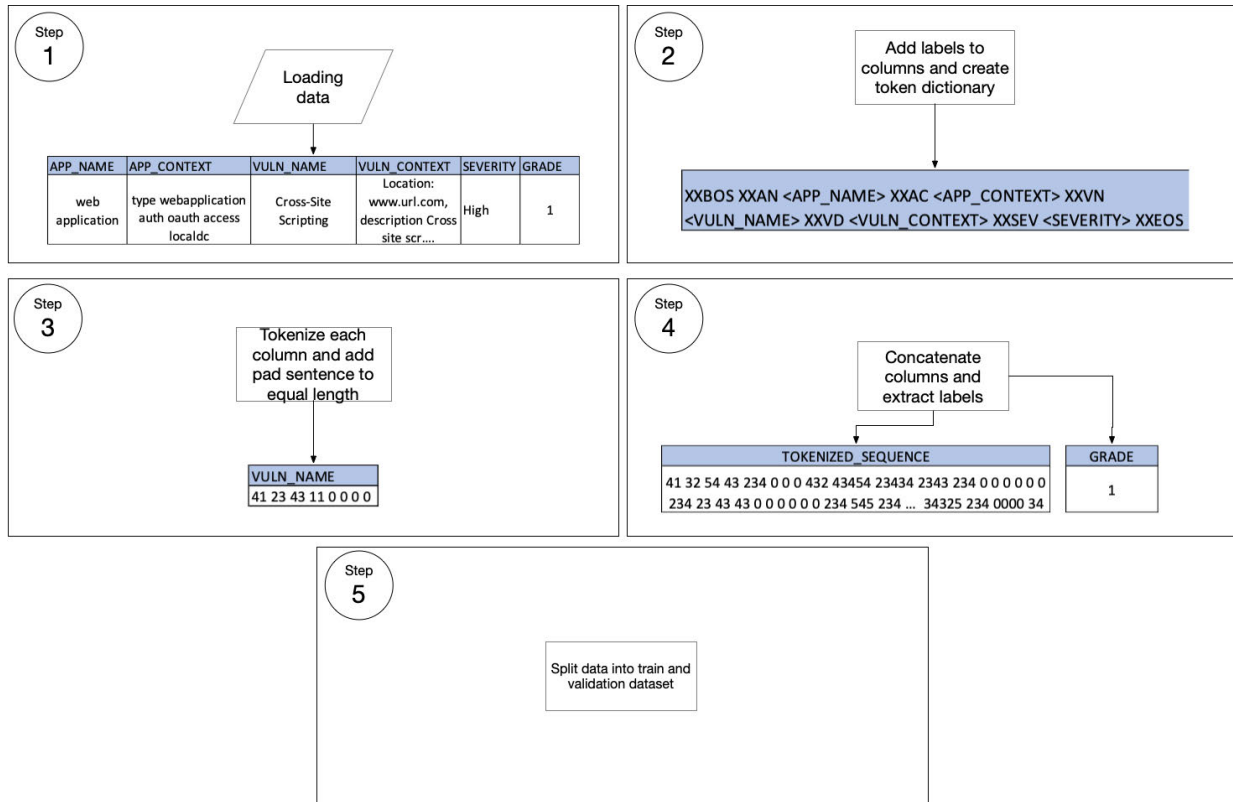 Step
1
Loading
data
APP_NAME APP_CONTEXT VULN_NAME VULN_CONTEXT SEVERITY GRADE
web
application
type webapplication
auth oauth access
localdc
Cross-Site
Scripting
Location:
www.url.com,
description Cross
site scr....
High
1
Step
2
Add labels to
columns and create
token dictionary
XXBOS XXAN <APP_NAME> XXAC <APP_CONTEXT> XXVN
<VULN_NAME> XXVD <VULN_CONTEXT> XXSEV <SEVERITY> XXEOS
Step
3
Tokenize each
column and add
pad sentence to
equal length
VULN_NAME
41 23 43 11 0 0 0 0
Step
4
Concatenate
columns and
extract labels
TOKENIZED_SEQUENCE
41 32 54 43 234 0 0 0 432 43454 23434 2343 234 0 0 0 0 0 0
234 23 43 43 0 0 0 0 0 0 234 545 234 ... 34325 234 0000 34
GRADE
1
Step
5
Split data into train and
validation dataset